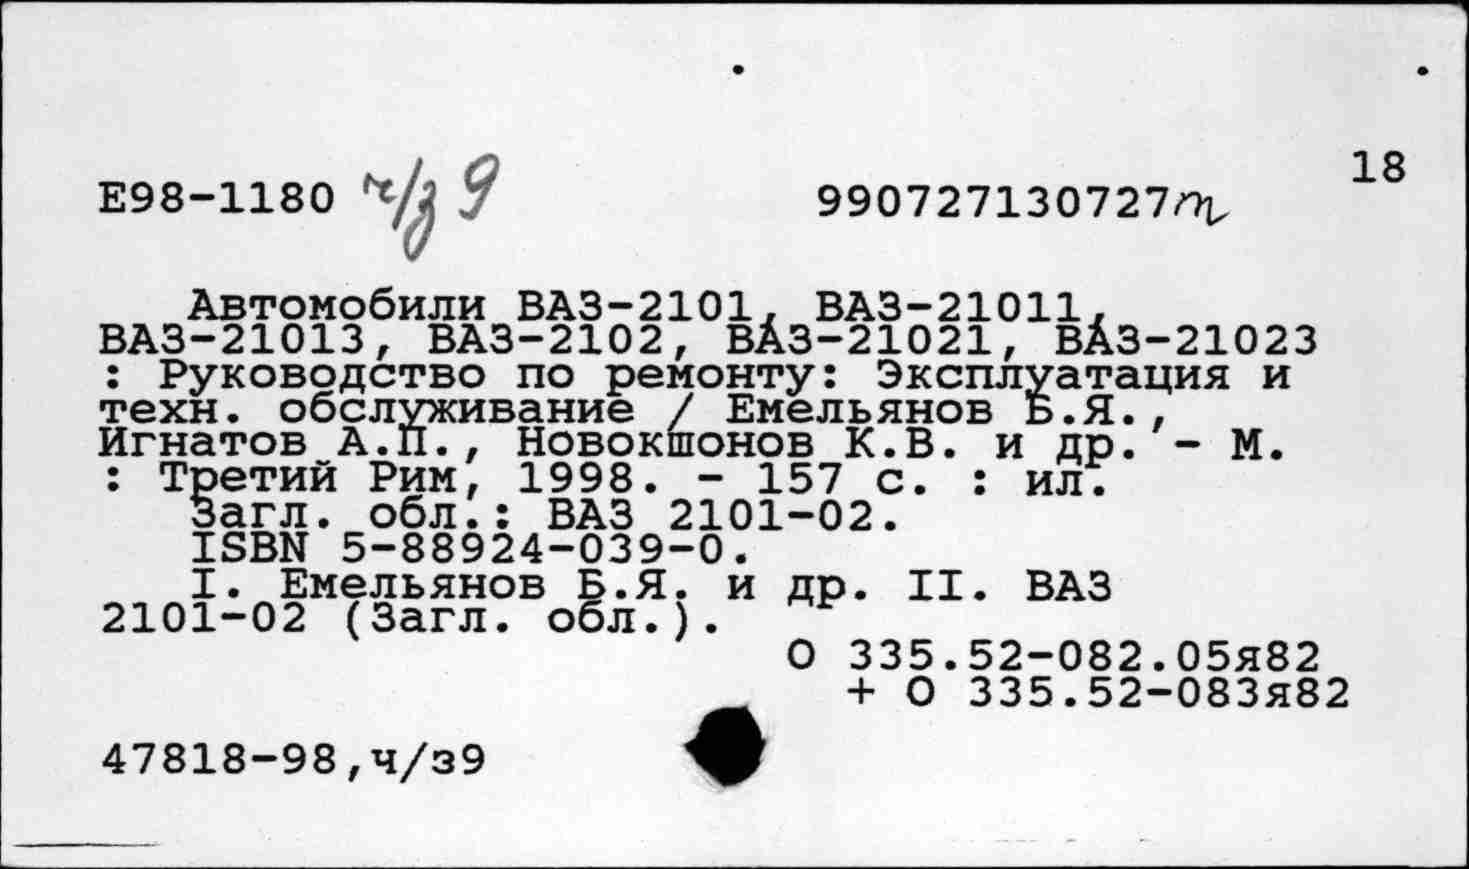 18
Е98-1180 ч/з 9 990727130727
Автомобили ВАЗ-2101, ВАЗ-21011,
ВАЗ-21013, ВАЗ-2102, ВАЗ-21021, ВАЗ-21023
: Руководство по ремонту: Эксплуатация и
техн. обслуживание / Емельянов Б.Я.,
Игнатов А.П., Новокшонов К.В. и др. - М.
: Третий Рим, 1998. - 157 с. : ил.
Загл. обл.: ВАЗ 2101-02.
ISBN 5-88924-039-0.
I. Емельянов Б.Я. и др. II. ВАЗ
2101-02 (Загл. обл.).
О 335.52-082.05я82
+ О 335.52-083я82
47818-98,ч/з9